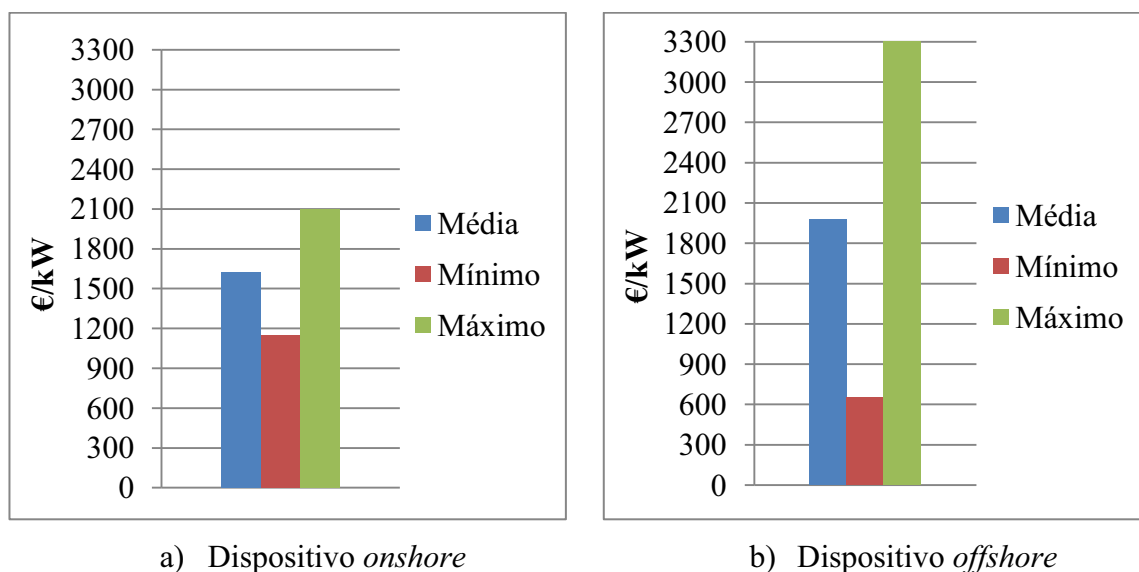 3300
3000
2700
2400
2100
1800
1500
1200
900
600
300
0
€/kW
Média
Mínimo
Máximo
a) Dispositivo onshore
3300
3000
2700
2400
2100
1800
1500
1200
900
600
300
0
€/kW
Média
Mínimo
Máximo
b) Dispositivo offshore